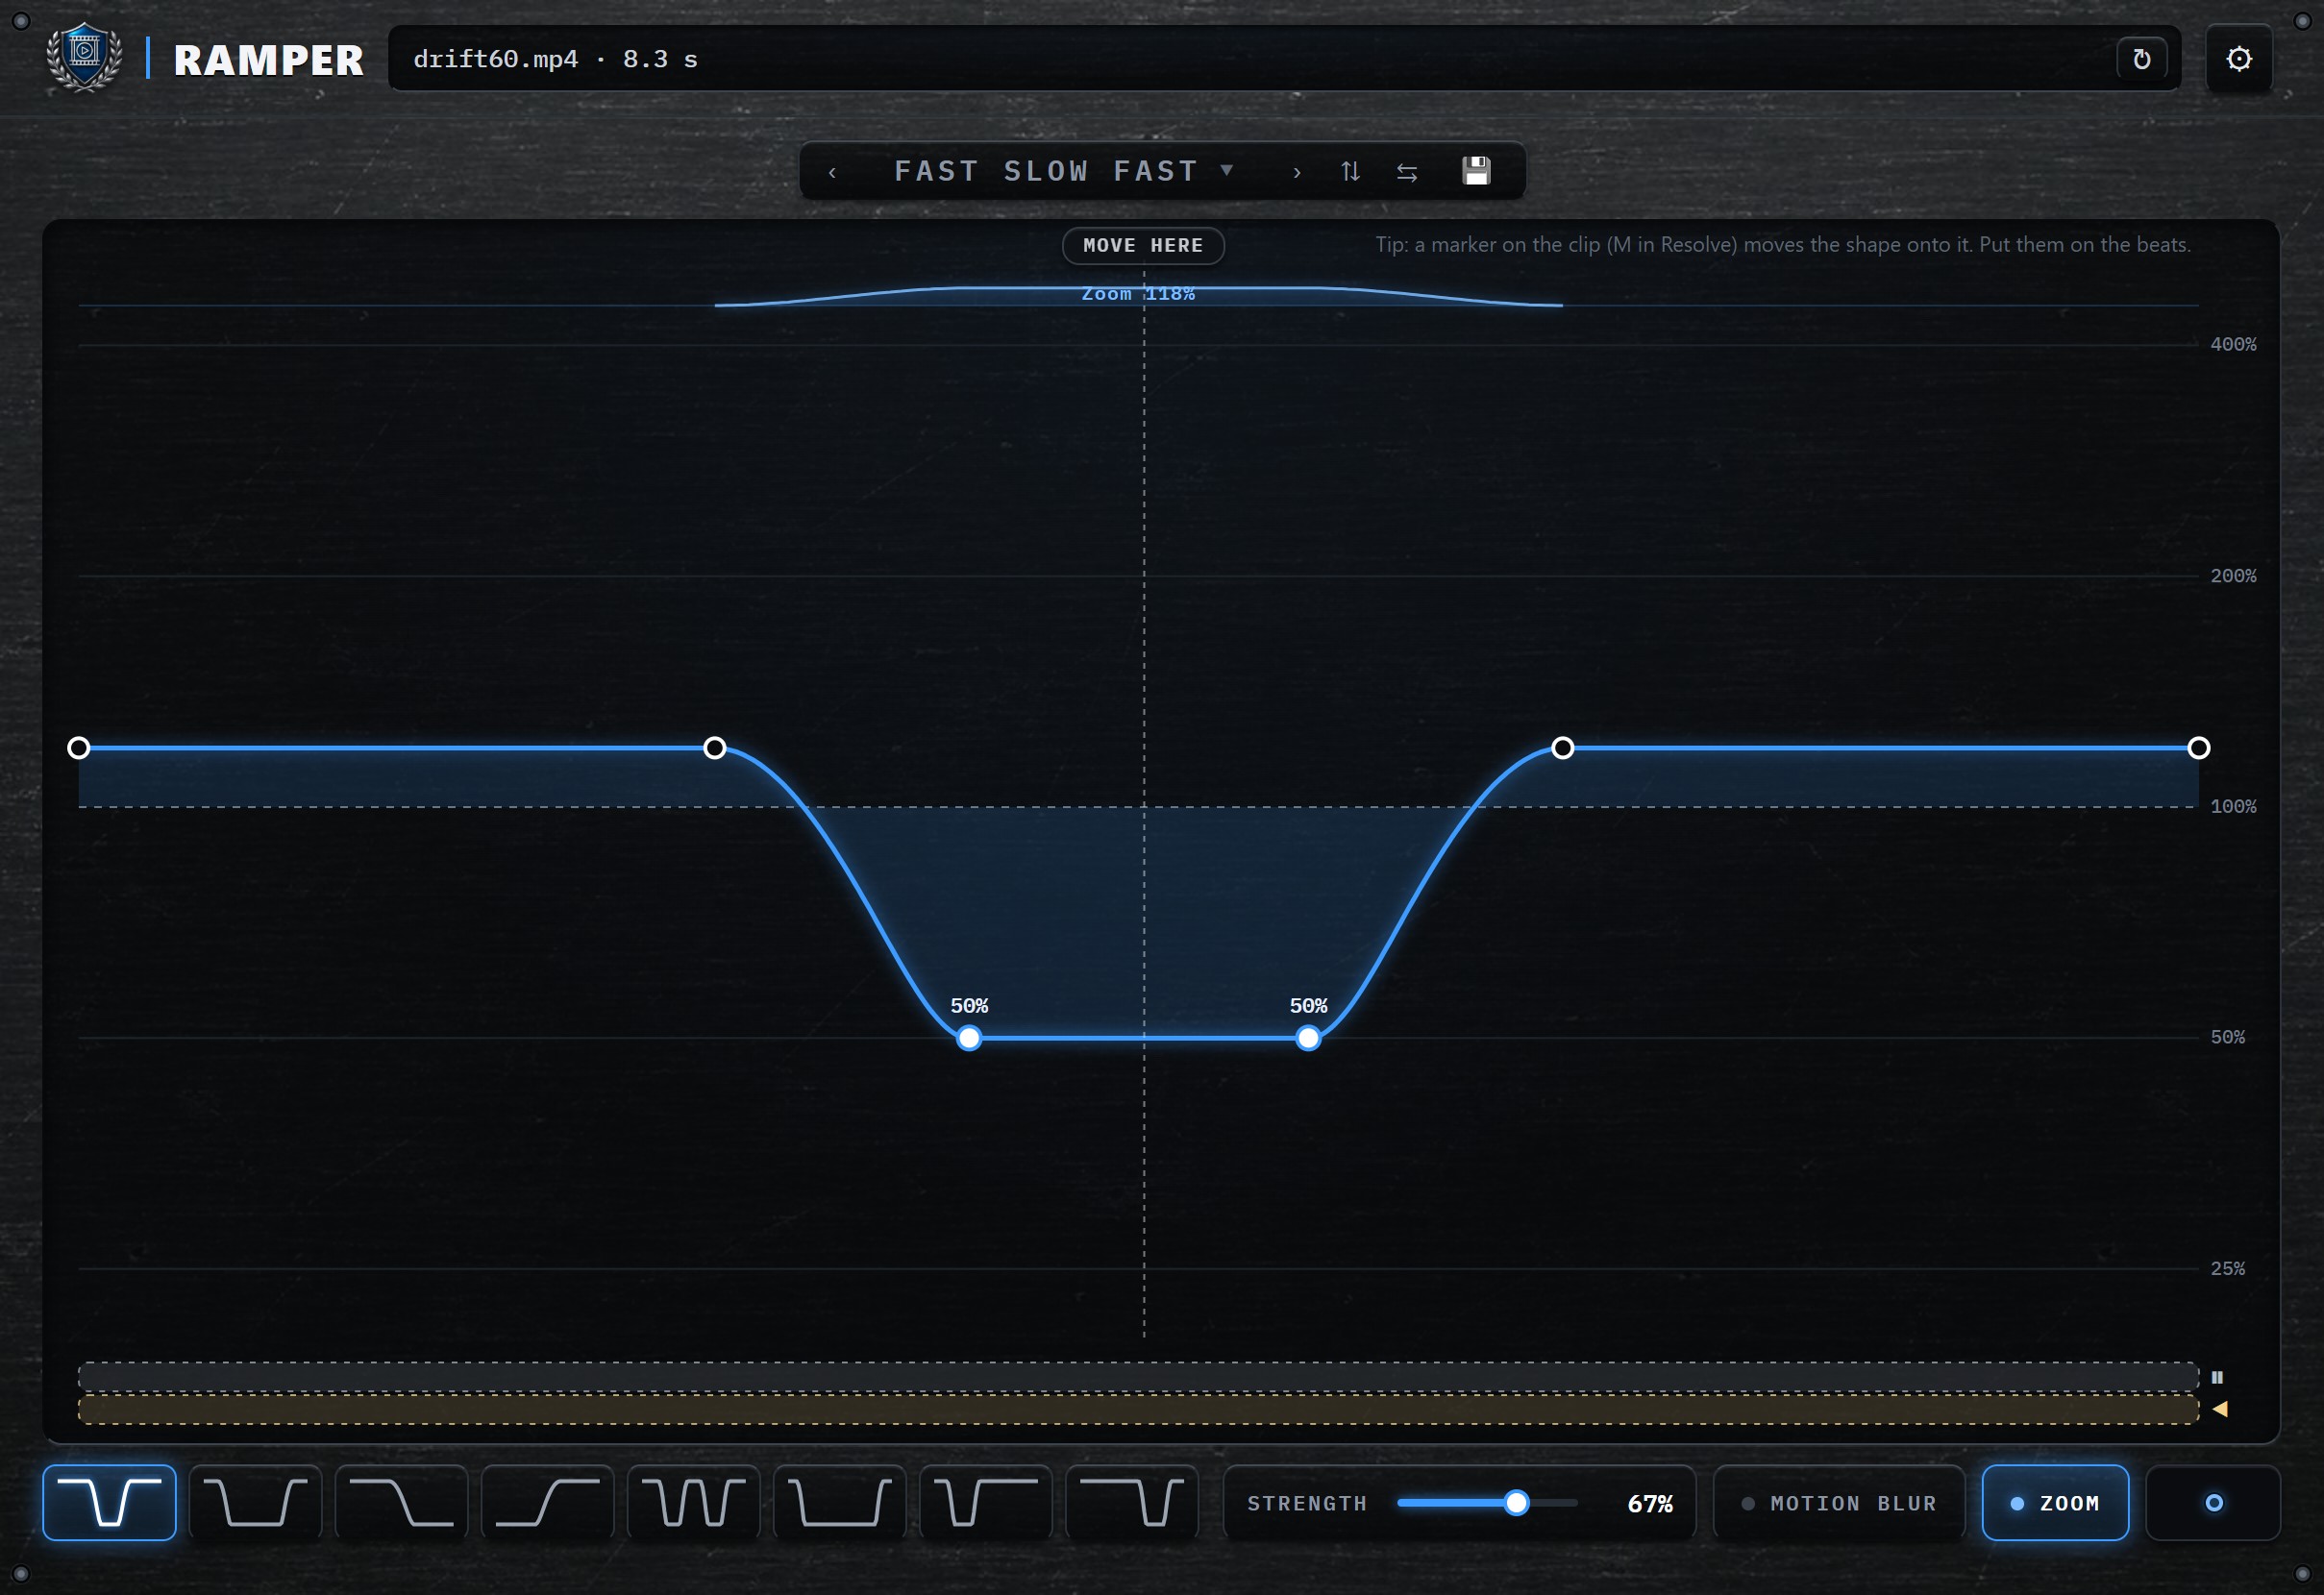 RAMPER
drift60.mp4 · 8.3 s
FAST SLOW FAST
MOVE HERE
Tip: a marker on the clip (M in Resolve) moves the shape onto it. Put them on the beats.
Zoom 118%
400%
200%
100%
50% 50%
50%
25%
STRENGTH 67%
MOTION BLUR
ZOOM